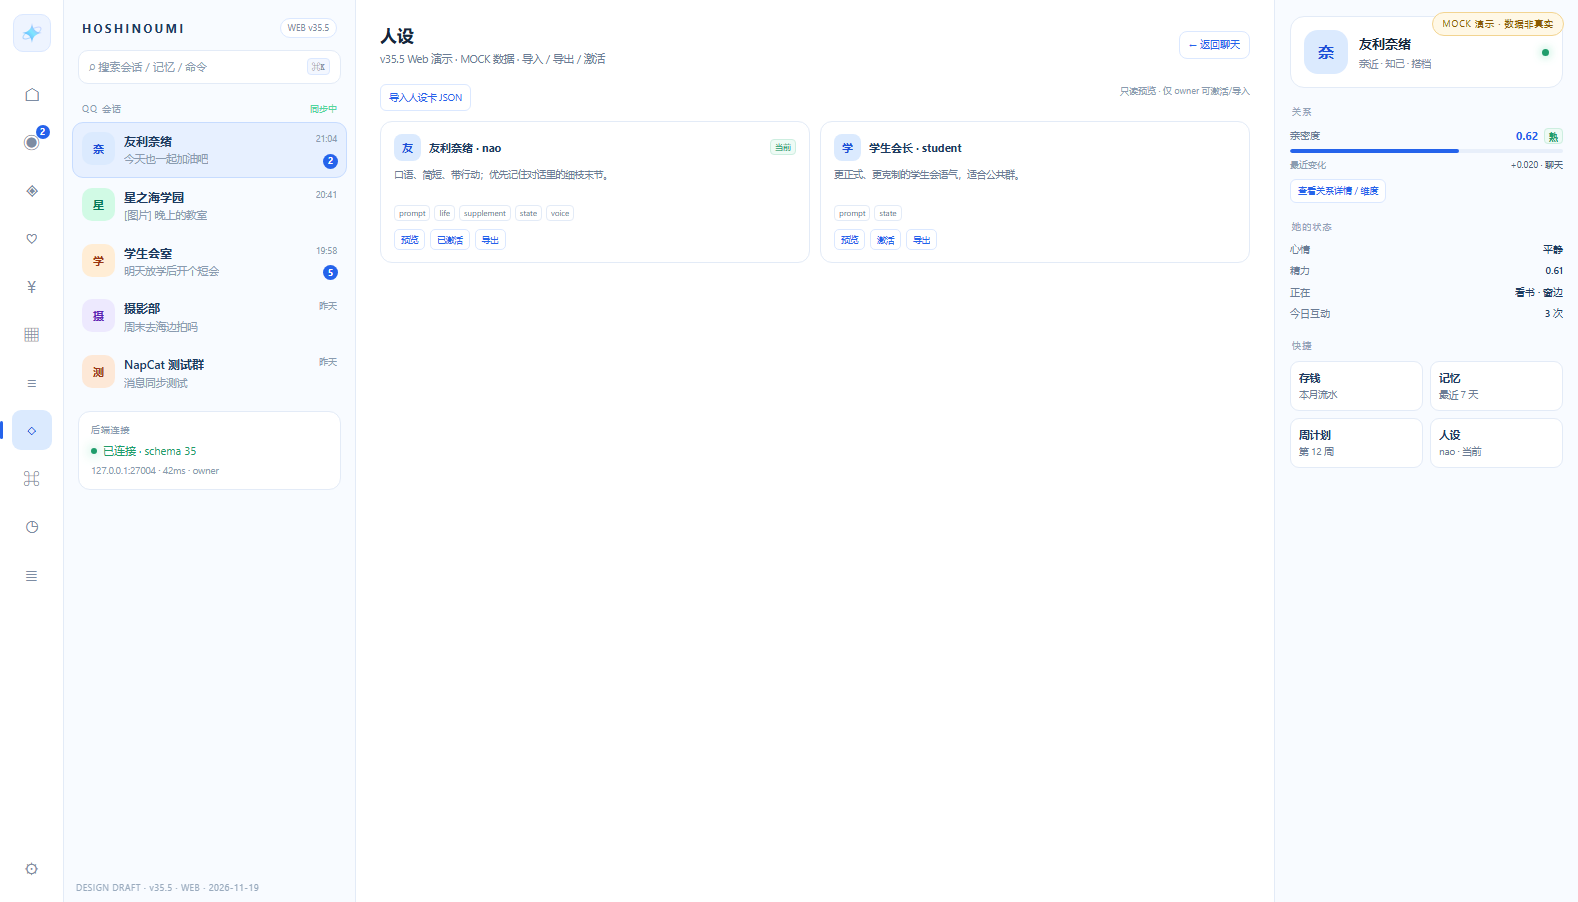 2
HOSHINOUMI
WEB v35.5
搜索会话 / 记忆 / 命令
⌘K
QQ 会话
同步中
奈
友利奈绪
21:04
今天也一起加油吧
2
星
星之海学园
20:41
[图片] 晚上的教室
学
学生会室
19:58
明天放学后开个短会
5
摄
摄影部
昨天
周末去海边拍吗
测
NapCat 测试群
昨天
消息同步测试
后端连接
已连接 · schema 35
127.0.0.1:27004 · 42ms · owner
DESIGN DRAFT · v35.5 · WEB · 2026-11-19
人设
v35.5 Web 演示 · MOCK 数据 · 导入 / 导出 / 激活
← 返回聊天
导入人设卡 JSON
只读预览 · 仅 owner 可激活/导入
友
友利奈绪 · nao
当前
口语、简短、带行动；优先记住对话里的细枝末节。
prompt life supplement state voice
预览 已激活 导出
学
学生会长 · student
更正式、更克制的学生会语气，适合公共群。
prompt state
预览 激活 导出
MOCK 演示 · 数据非真实
奈
友利奈绪
亲近 · 知己 · 搭档
关系
亲密度
0.62 熟
最近变化
+0.020 · 聊天
查看关系详情 / 维度
她的状态
心情
平静
精力
0.61
正在
看书 · 窗边
今日互动
3 次
快捷
存钱
本月流水
记忆
最近 7 天
周计划
第 12 周
人设
nao · 当前